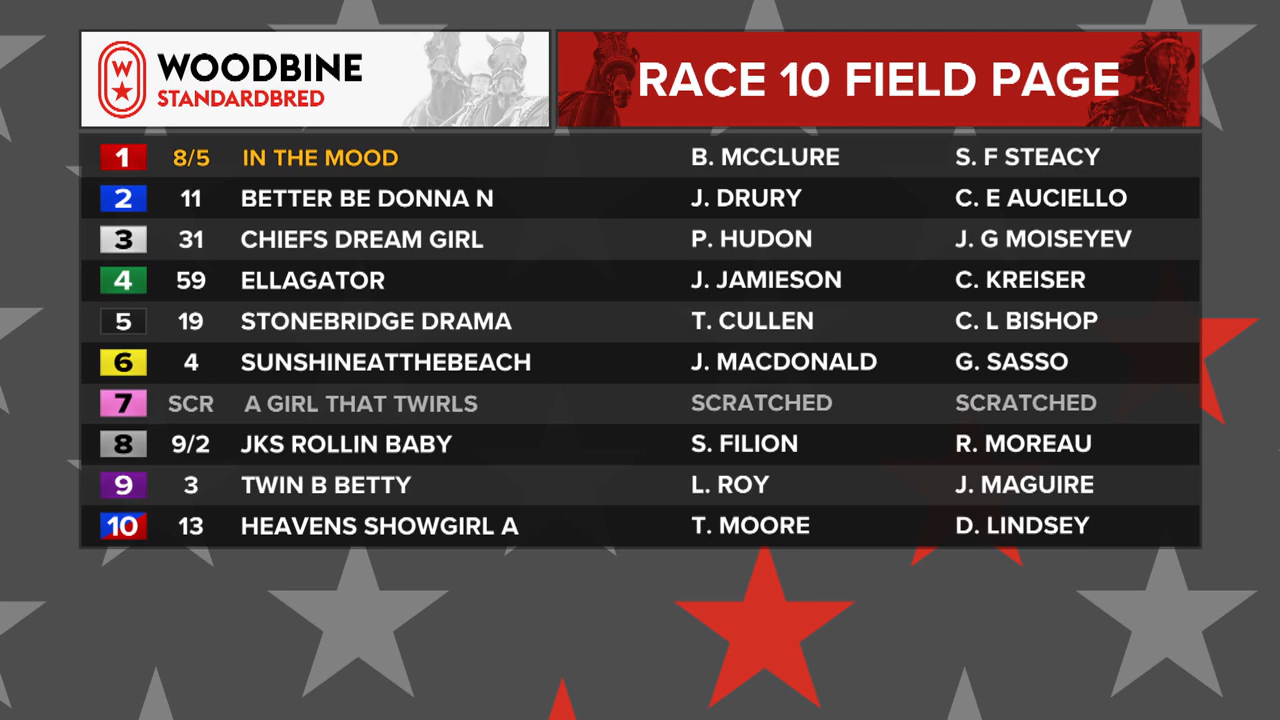 W
WOODBINE
STANDARDBRED
RACE 10 FIELD PAGE
1 8/5 IN THE MOOD B. MCCLURE S. F STEACY
2 11 BETTER BE DONNA N J. DRURY C. E AUCIELLO
3 31 CHIEFS DREAM GIRL P. HUDON J. G MOISEYEV
4 59 ELLAGATOR J. JAMIESON C. KREISER
5 19 STONEBRIDGE DRAMA T. CULLEN C. L BISHOP
6 4 SUNSHINEATTHEBEACH J. MACDONALD G. SASSO
7 SCR A GIRL THAT TWIRLS SCRATCHED SCRATCHED
8 9/2 JKS ROLLIN BABY S. FILION R. MOREAU
9 3 TWIN B BETTY L. ROY J. MAGUIRE
10 13 HEAVENS SHOWGIRL A T. MOORE D. LINDSEY